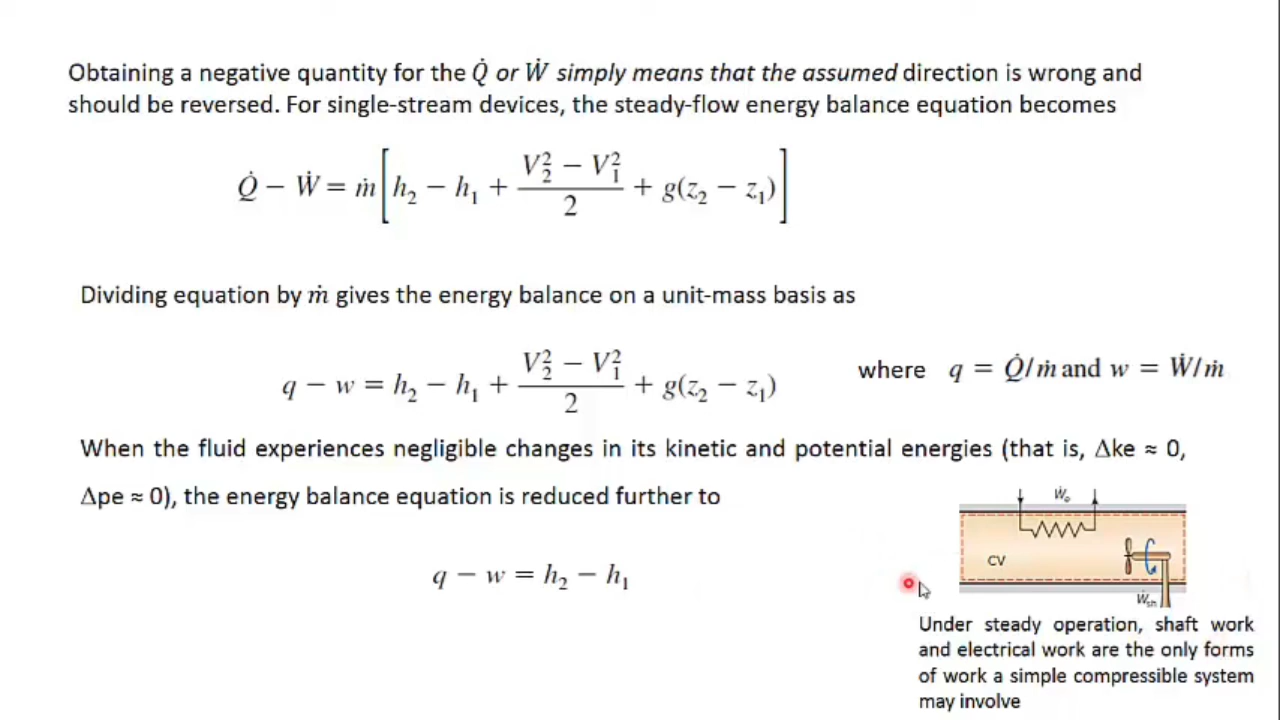 Obtaining a negative quantity for the Q̇ or Ẇ simply means that the assumed direction is wrong and
should be reversed. For single-stream devices, the steady-flow energy balance equation becomes
Q̇ − Ẇ = ṁ[h₂ − h₁ + (V₂² − V₁²)/2 + g(z₂ − z₁)]
Dividing equation by ṁ gives the energy balance on a unit-mass basis as
q − w = h₂ − h₁ + (V₂² − V₁²)/2 + g(z₂ − z₁) where q = Q̇/ṁ and w = Ẇ/ṁ
When the fluid experiences negligible changes in its kinetic and potential energies (that is, Δke ≈ 0,
Δpe ≈ 0), the energy balance equation is reduced further to
q − w = h₂ − h₁
Ẇₑ
CV
Ẇₛₕ
Under steady operation, shaft work
and electrical work are the only forms
of work a simple compressible system
may involve